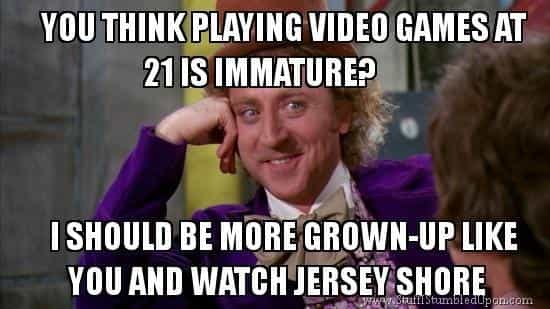 YOU THINK PLAYING VIDEO GAMES AT
21 IS IMMATURE?
I SHOULD BE MORE GROWN-UP LIKE
YOU AND WATCH JERSEY SHORE
www.StuffIStumbledUpon.com